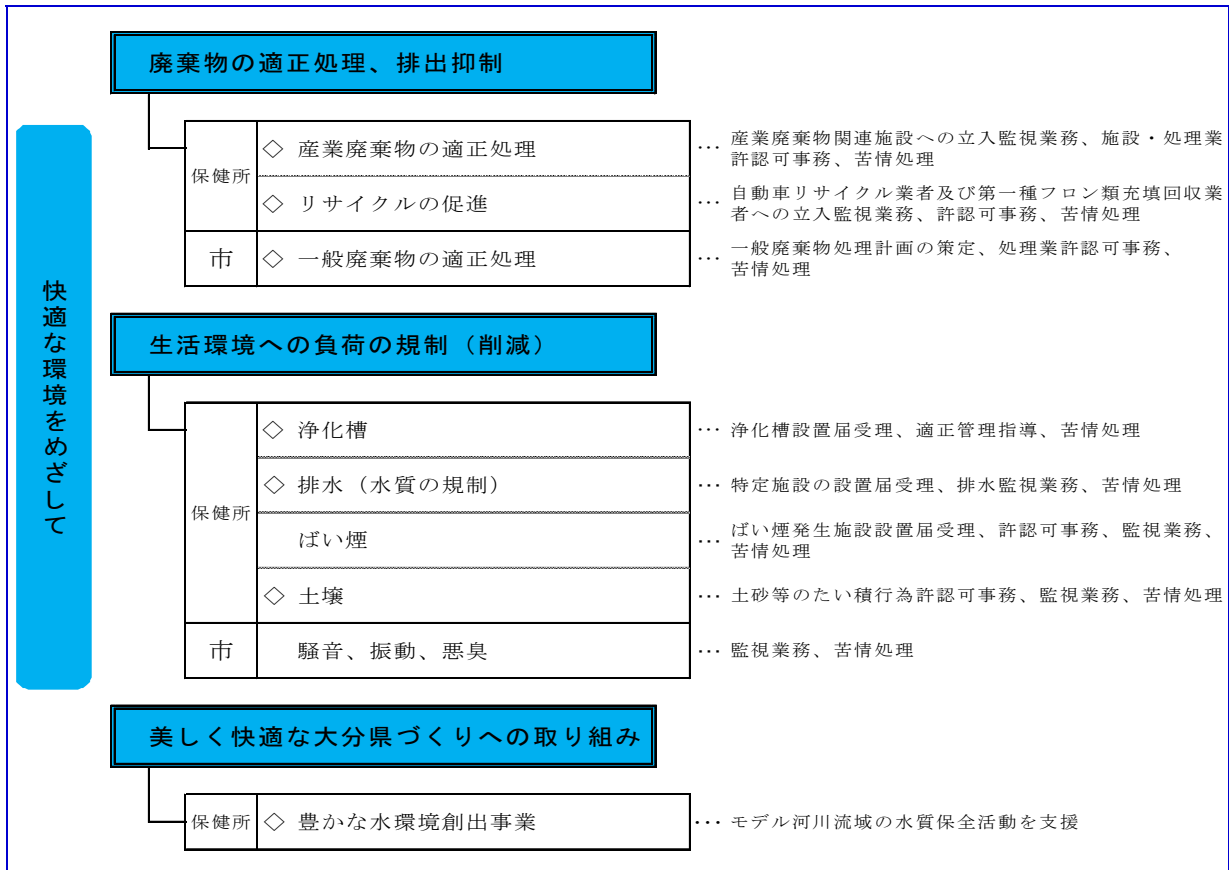 快適な環境をめざして
廃棄物の適正処理、排出抑制
保健所
◇ 産業廃棄物の適正処理
… 産業廃棄物関連施設への立入監視業務、施設・処理業
許認可事務、苦情処理
◇ リサイクルの促進
… 自動車リサイクル業者及び第一種フロン類充填回収業
者への立入監視業務、許認可事務、苦情処理
市
◇ 一般廃棄物の適正処理
… 一般廃棄物処理計画の策定、処理業許認可事務、
苦情処理
生活環境への負荷の規制（削減）
保健所
◇ 浄化槽
… 浄化槽設置届受理、適正管理指導、苦情処理
◇ 排水（水質の規制）
… 特定施設の設置届受理、排水監視業務、苦情処理
ばい煙
… ばい煙発生施設設置届受理、許認可事務、監視業務、
苦情処理
◇ 土壌
… 土砂等のたい積行為許認可事務、監視業務、苦情処理
市
騒音、振動、悪臭
… 監視業務、苦情処理
美しく快適な大分県づくりへの取り組み
保健所
◇ 豊かな水環境創出事業
… モデル河川流域の水質保全活動を支援